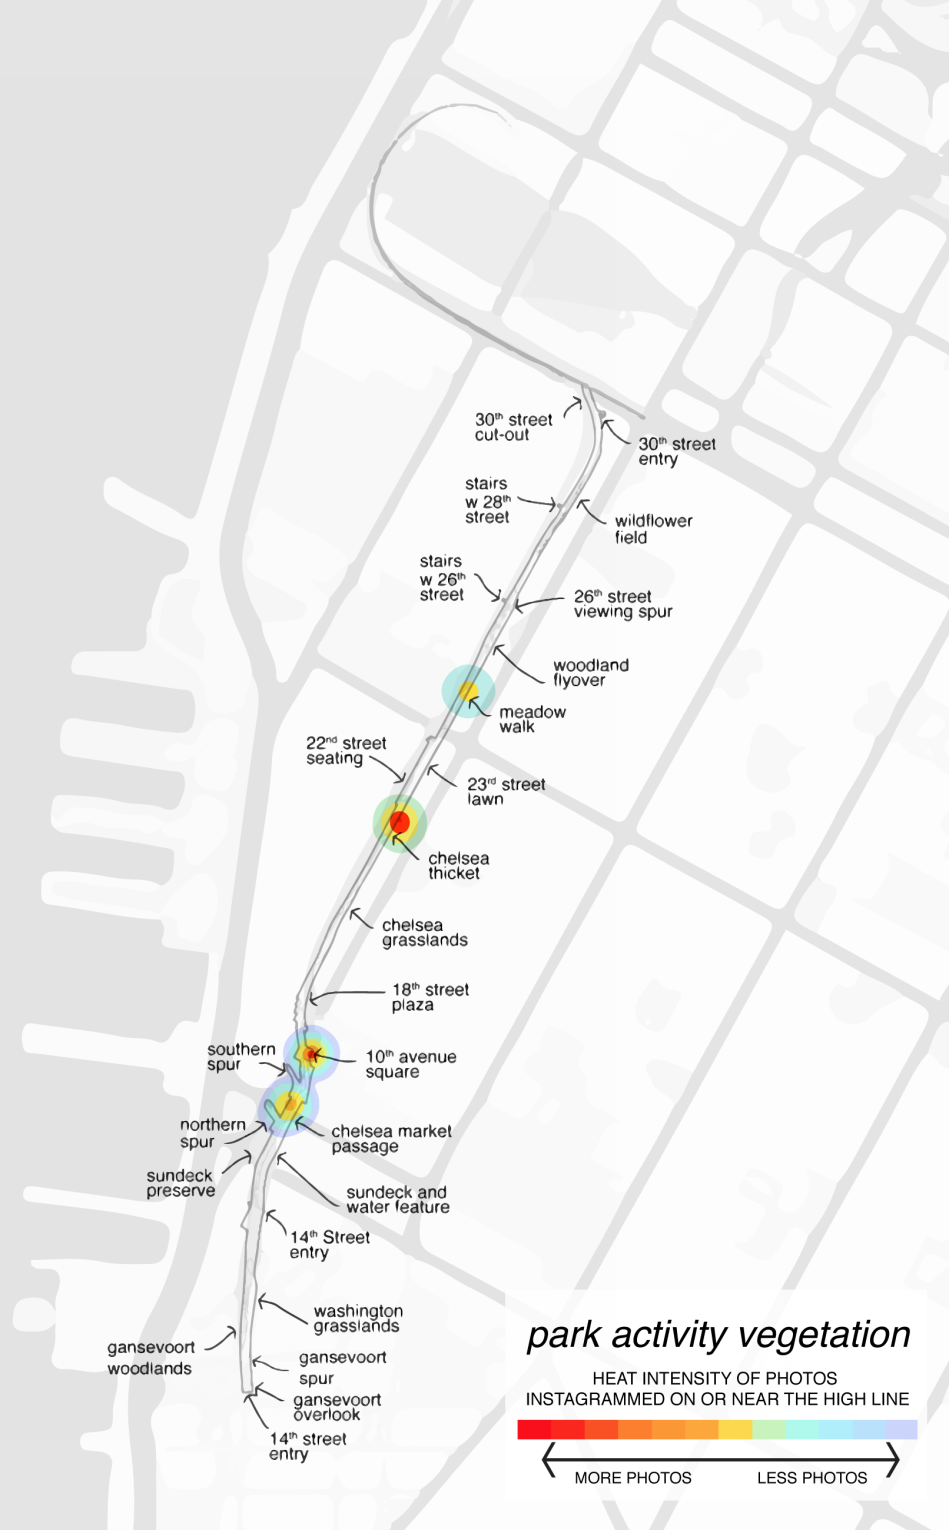 30th street
cut-out
30th street
entry
stairs
w 28th
street
wildflower
field
stairs
w 26th
street
26th street
viewing spur
woodland
flyover
meadow
walk
22nd street
seating
23rd street
lawn
chelsea
thicket
chelsea
grasslands
18th street
plaza
southern
spur
10th avenue
square
northern
spur
chelsea market
passage
sundeck
preserve
sundeck and
water feature
14th Street
entry
washington
grasslands
gansevoort
woodlands
gansevoort
spur
gansevoort
overlook
14th street
entry
park activity vegetation
HEAT INTENSITY OF PHOTOS
INSTAGRAMMED ON OR NEAR THE HIGH LINE
MORE PHOTOS
LESS PHOTOS